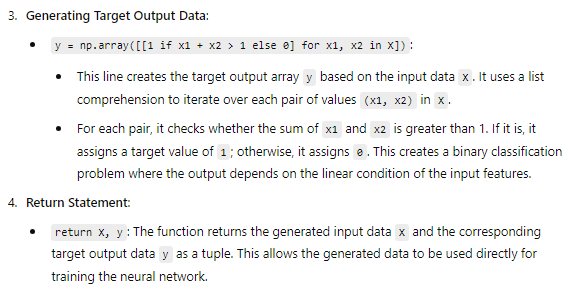 3. Generating Target Output Data:
• y = np.array([[1 if x1 + x2 > 1 else 0] for x1, x2 in X]) :
• This line creates the target output array y based on the input data X . It uses a list
comprehension to iterate over each pair of values (x1, x2) in X .
• For each pair, it checks whether the sum of x1 and x2 is greater than 1. If it is, it
assigns a target value of 1 ; otherwise, it assigns 0 . This creates a binary classification
problem where the output depends on the linear condition of the input features.
4. Return Statement:
• return X, y : The function returns the generated input data X and the corresponding
target output data y as a tuple. This allows the generated data to be used directly for
training the neural network.